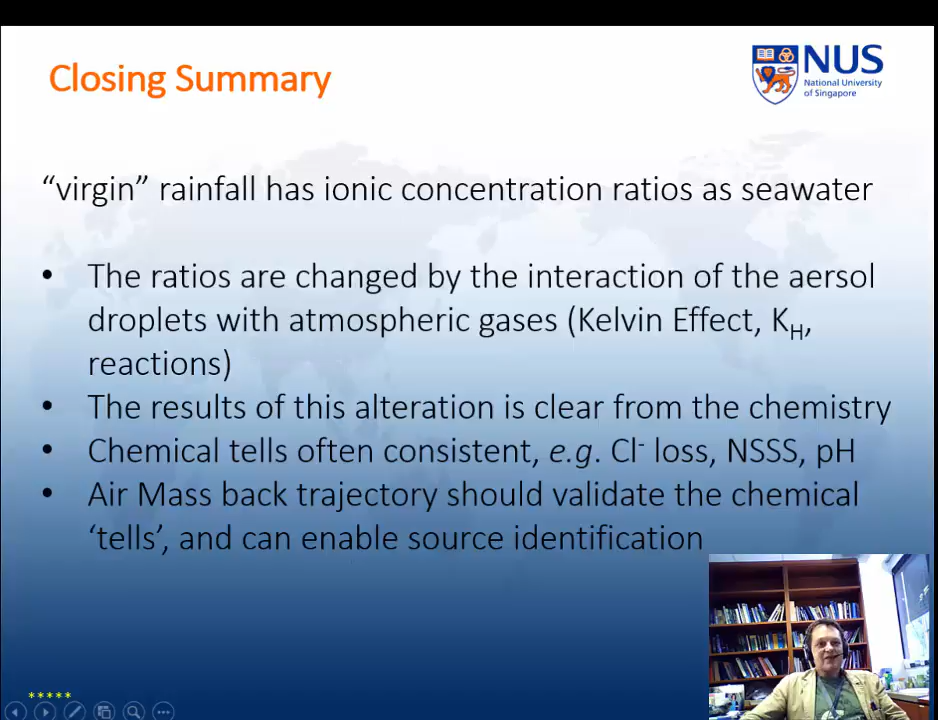 Closing Summary
NUS
National University
of Singapore
“virgin” rainfall has ionic concentration ratios as seawater
• The ratios are changed by the interaction of the aersol
droplets with atmospheric gases (Kelvin Effect, KH,
reactions)
• The results of this alteration is clear from the chemistry
• Chemical tells often consistent, e.g. Cl- loss, NSSS, pH
• Air Mass back trajectory should validate the chemical
‘tells’, and can enable source identification
*****